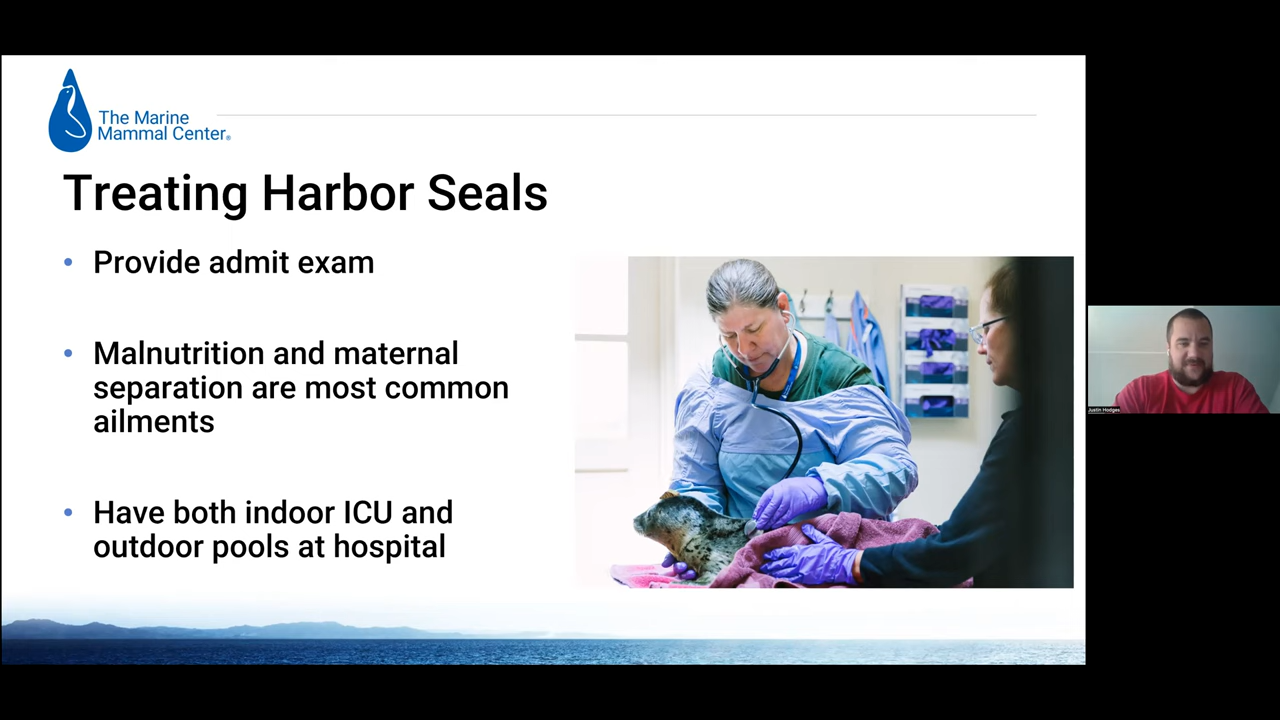 The Marine
Mammal Center®
Treating Harbor Seals
• Provide admit exam
• Malnutrition and maternal
separation are most common
ailments
• Have both indoor ICU and
outdoor pools at hospital
Justin Hodges